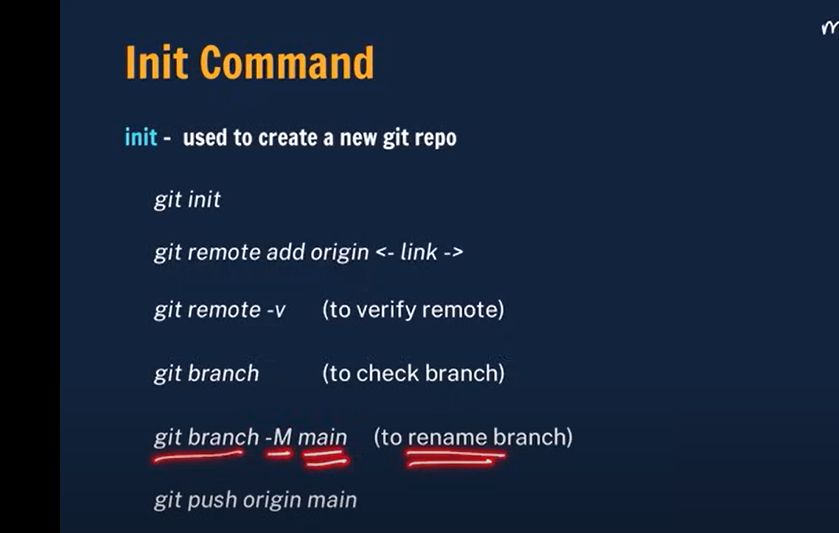 Init Command
init - used to create a new git repo
git init
git remote add origin <- link ->
git remote -v (to verify remote)
git branch (to check branch)
git branch -M main (to rename branch)
git push origin main